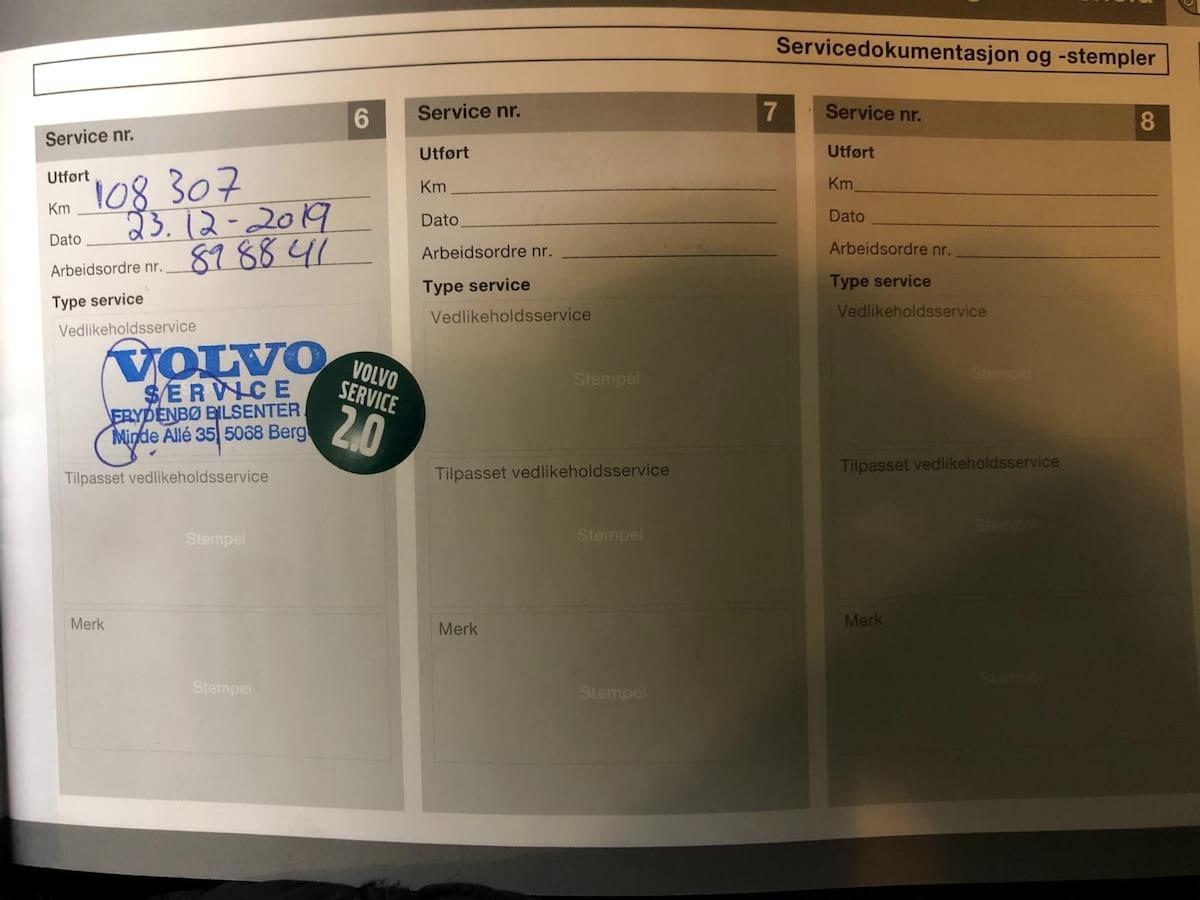 Servicedokumentasjon og -stempler
Service nr. 6
Utført
Km 108 307
Dato 23.12-2019
Arbeidsordre nr. 898841
Type service
Vedlikeholdsservice
VOLVO
SERVICE
FRYDENBØ BILSENTER
Minde Allé 35, 5068 Berg
VOLVO
SERVICE
2.0
Tilpasset vedlikeholdsservice
Stempel
Merk
Stempel
Service nr. 7
Utført
Km
Dato
Arbeidsordre nr.
Type service
Vedlikeholdsservice
Stempel
Tilpasset vedlikeholdsservice
Stempel
Merk
Stempel
Service nr. 8
Utført
Km
Dato
Arbeidsordre nr.
Type service
Vedlikeholdsservice
Stempel
Tilpasset vedlikeholdsservice
Stempel
Merk
Stempel